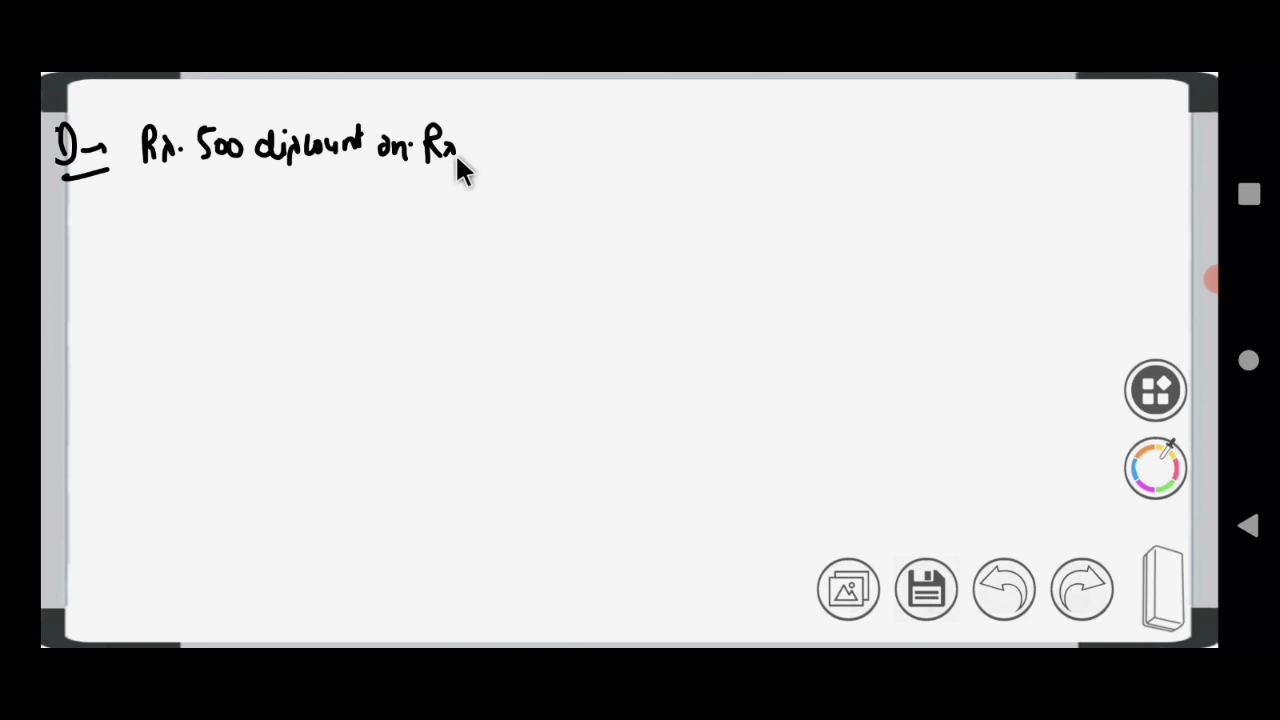 D→ Rs. 500 discount on. Rs